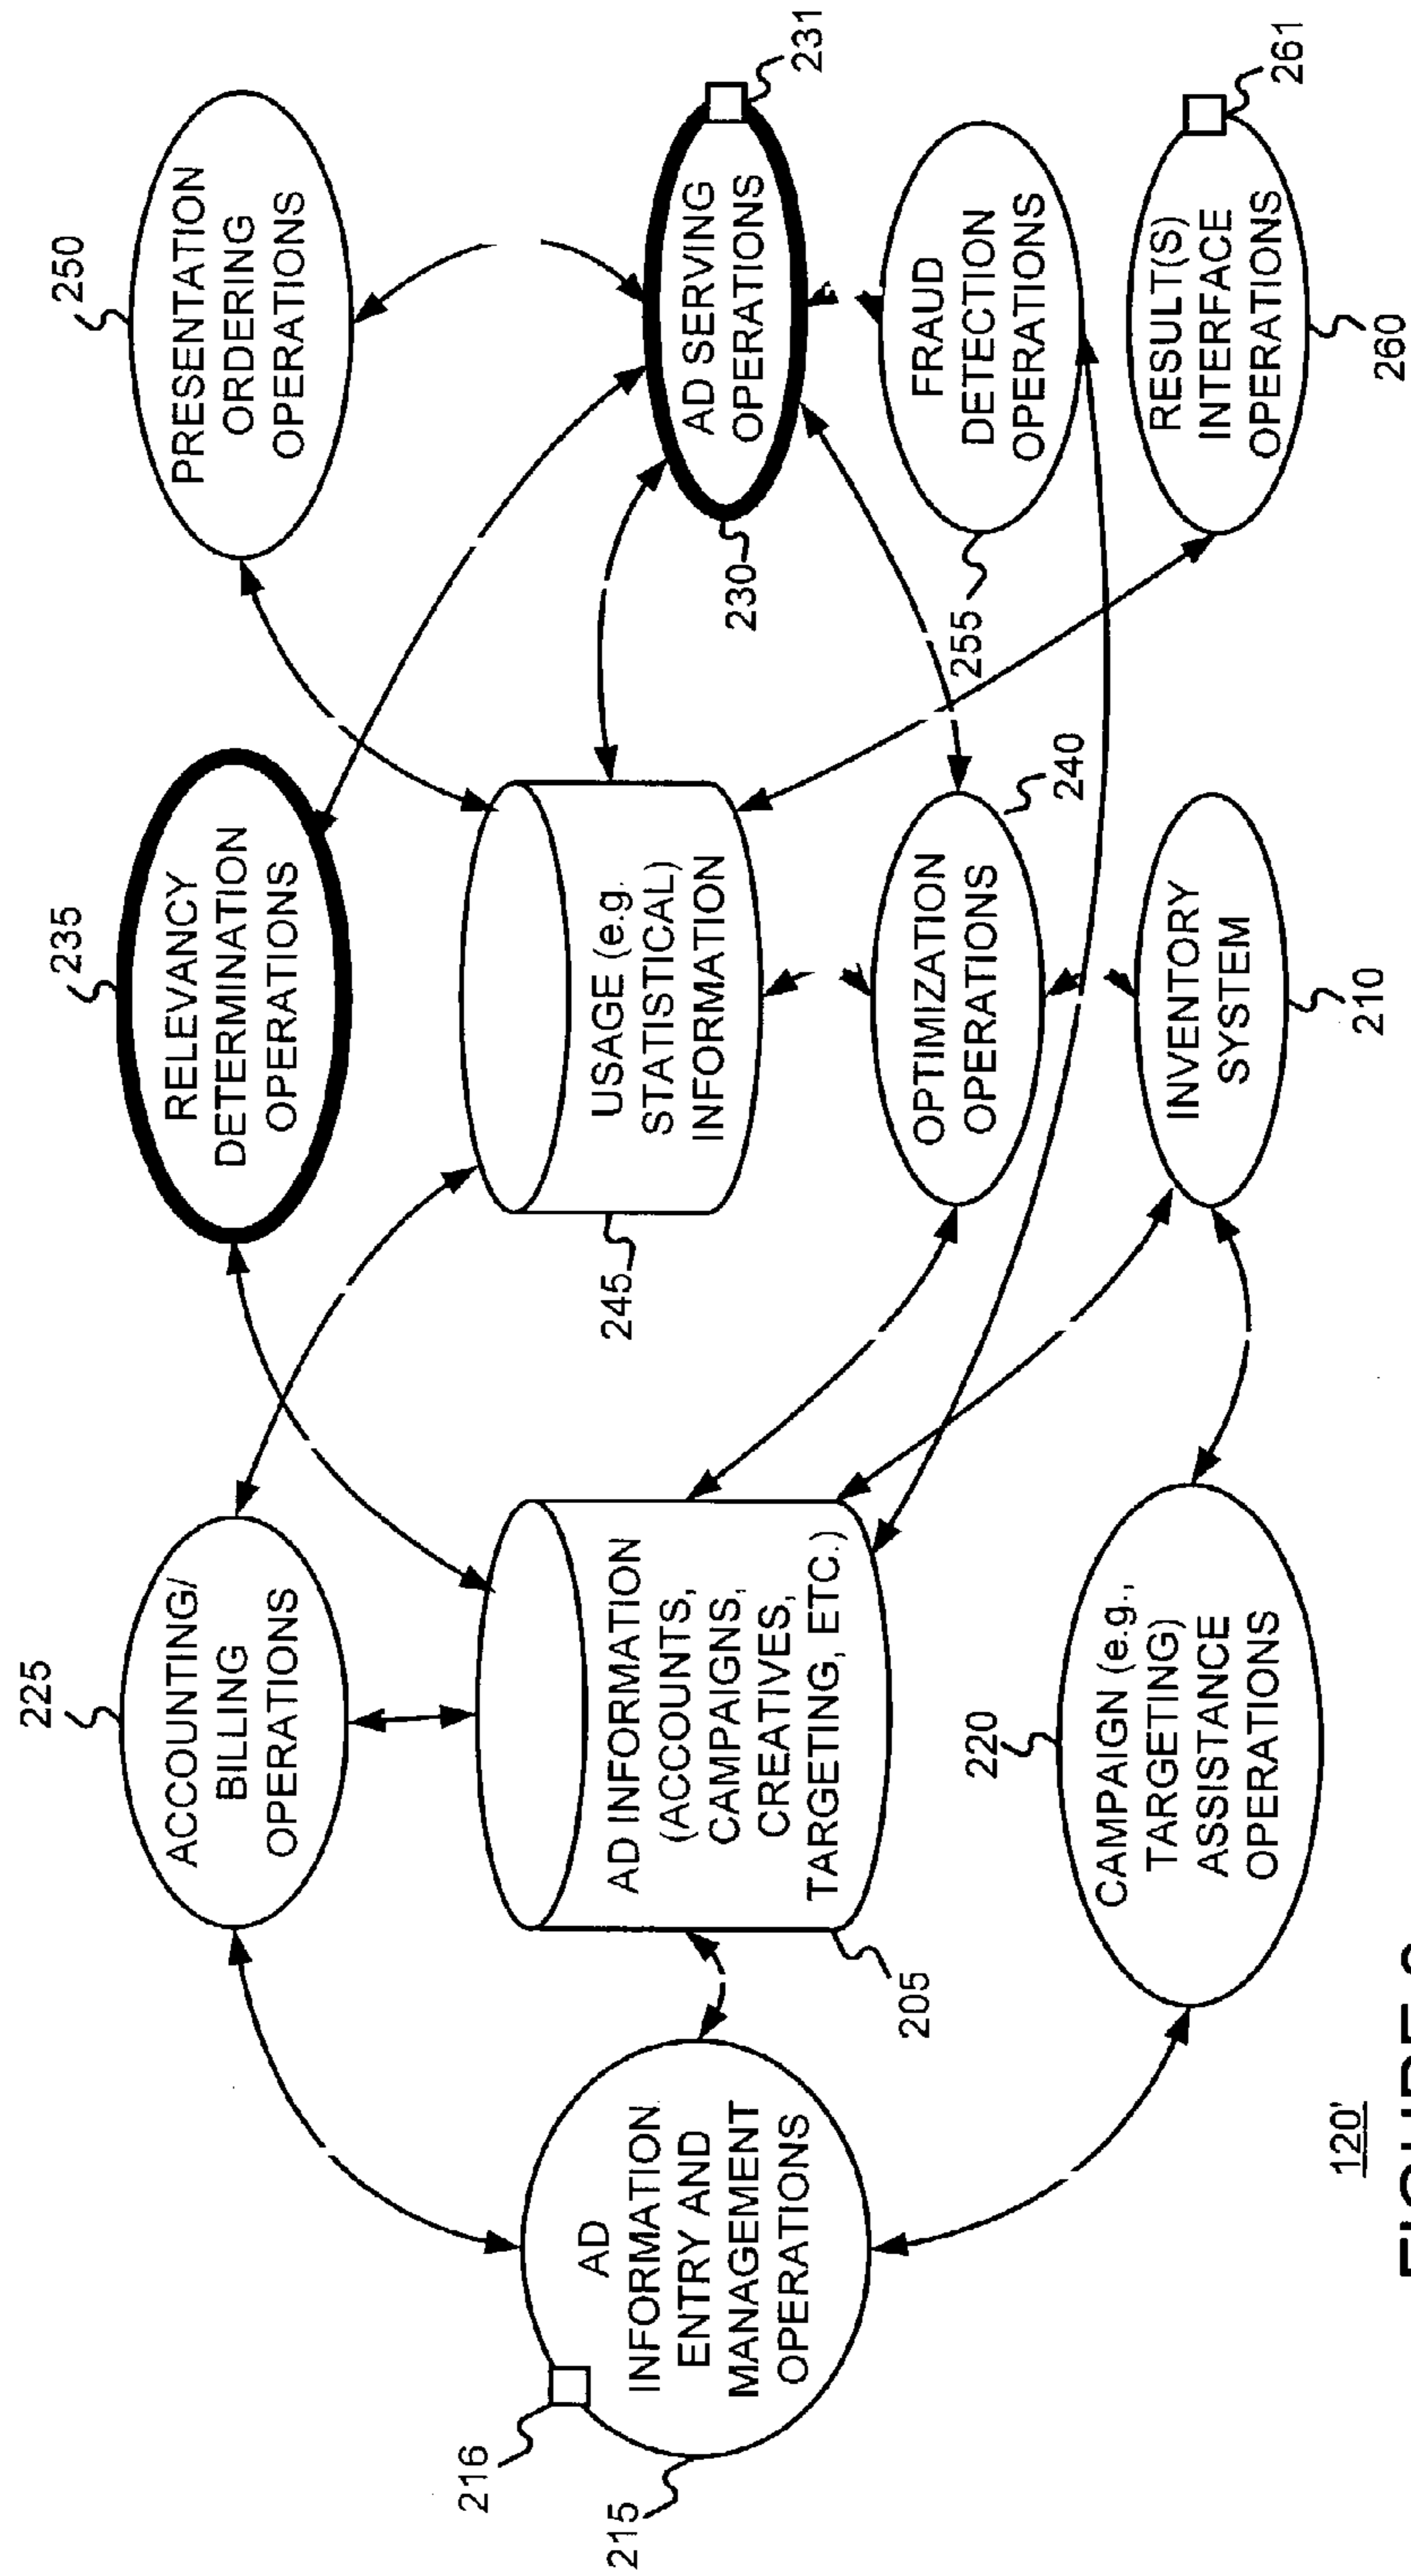 225
ACCOUNTING/
BILLING
OPERATIONS
235
RELEVANCY
DETERMINATION
OPERATIONS
250
PRESENTATION
ORDERING
OPERATIONS
216
215
AD
INFORMATION
ENTRY AND
MANAGEMENT
OPERATIONS
AD INFORMATION
(ACCOUNTS,
CAMPAIGNS,
CREATIVES,
TARGETING, ETC.)
205
245
USAGE (e.g.
STATISTICAL)
INFORMATION
230
AD SERVING
OPERATIONS
231
OPTIMIZATION
OPERATIONS
240
255
FRAUD
DETECTION
OPERATIONS
220
CAMPAIGN (e.g.,
TARGETING)
ASSISTANCE
OPERATIONS
INVENTORY
SYSTEM
210
RESULT(S)
INTERFACE
OPERATIONS
261
260
120'